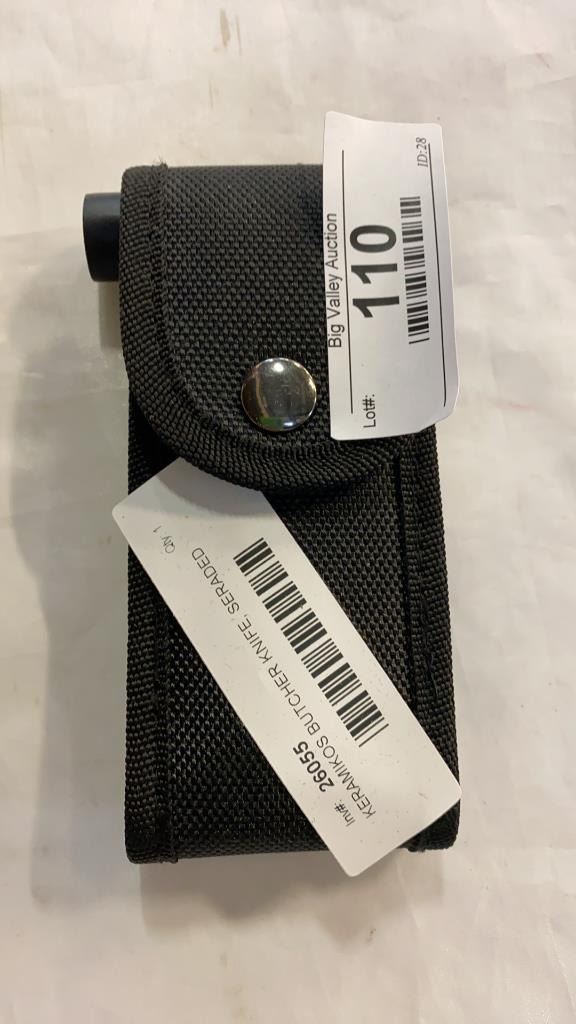 Big Valley Auction
Lot#: 110
ID:28
Inv#: 26055
KERAMIKOS BUTCHER KNIFE, SERADED
Qty: 1